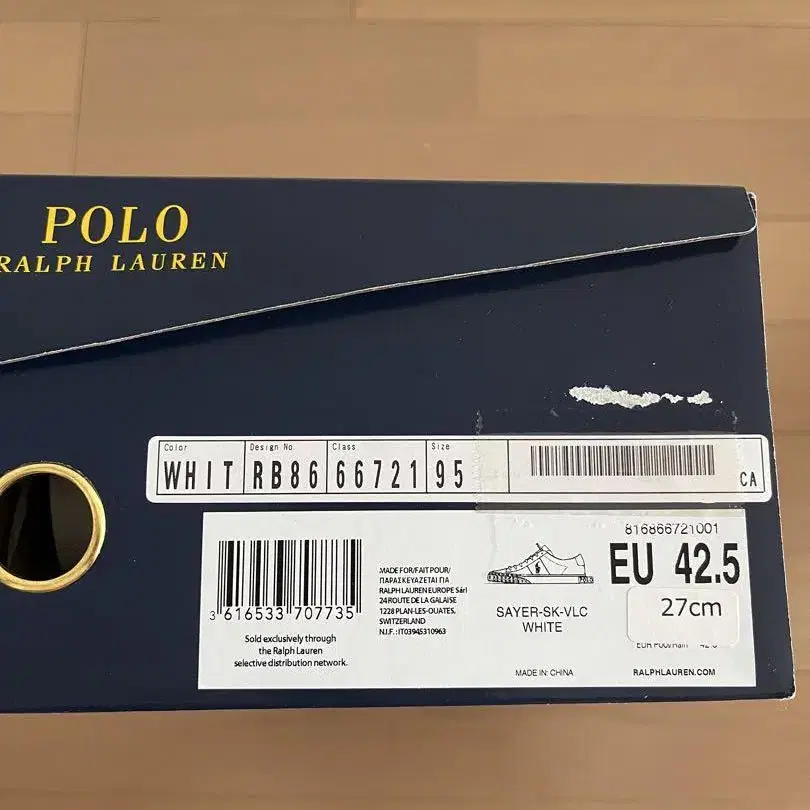 POLO
RALPH LAUREN
Color Design No. Class Size
WHIT RB86 66721 95
CA
816866721001
EU 42.5
27cm
3 616533 707735
Sold exclusively through
the Ralph Lauren
selective distribution network.
MADE FOR/FAIT POUR/
ΠΑΡΑΣΚΕΥΑΖΕΤΑΙ ΓΙΑ
RALPH LAUREN EUROPE Sàrl
24 ROUTE DE LA GALAISE
1228 PLAN-LES-OUATES,
SWITZERLAND
N.I.F.: IT03945310963
SAYER-SK-VLC
WHITE
MADE IN: CHINA
RALPHLAUREN.COM